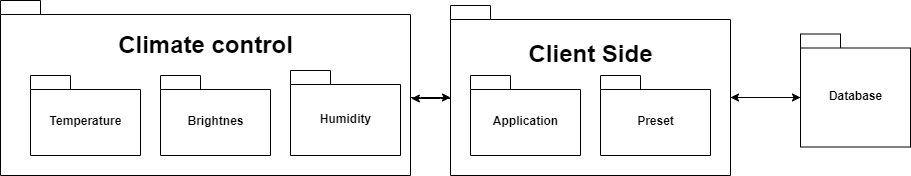 Climate control
Temperature
Brightnes
Humidity
Client Side
Application
Preset
Database